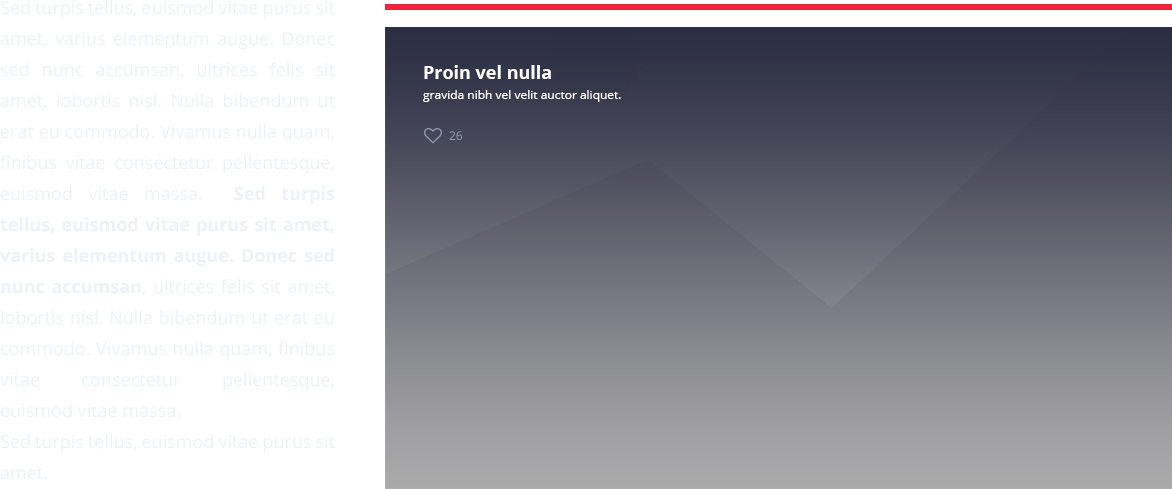 Sed turpis tellus, euismod vitae purus sit
amet, varius elementum augue. Donec
sed nunc accumsan, ultrices felis sit
amet, lobortis nisl. Nulla bibendum ut
erat eu commodo. Vivamus nulla quam,
finibus vitae consectetur pellentesque,
euismod vitae massa. Sed turpis
tellus, euismod vitae purus sit amet,
varius elementum augue. Donec sed
nunc accumsan, ultrices felis sit amet,
lobortis nisl. Nulla bibendum ut erat eu
commodo. Vivamus nulla quam, finibus
vitae consectetur pellentesque,
euismod vitae massa.
Sed turpis tellus, euismod vitae purus sit
amet.
Proin vel nulla
gravida nibh vel velit auctor aliquet.
26